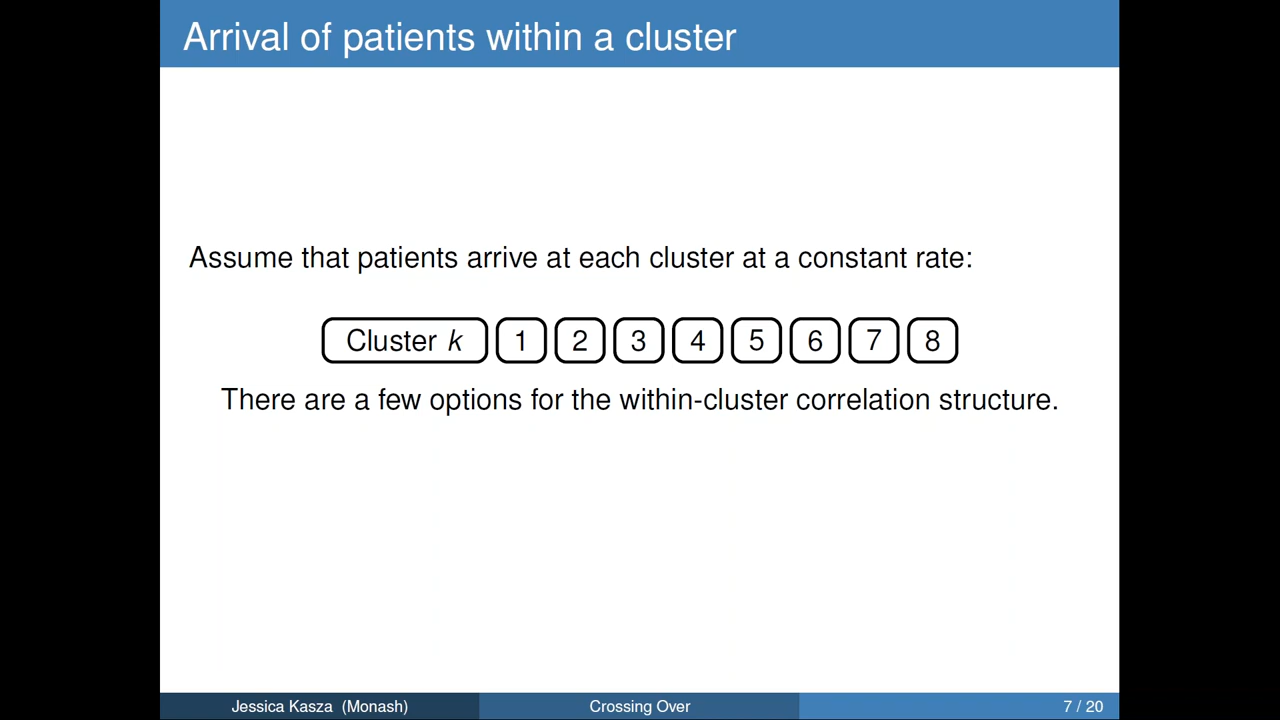 Arrival of patients within a cluster
Assume that patients arrive at each cluster at a constant rate:
Cluster k 1 2 3 4 5 6 7 8
There are a few options for the within-cluster correlation structure.
Jessica Kasza (Monash) Crossing Over 7 / 20